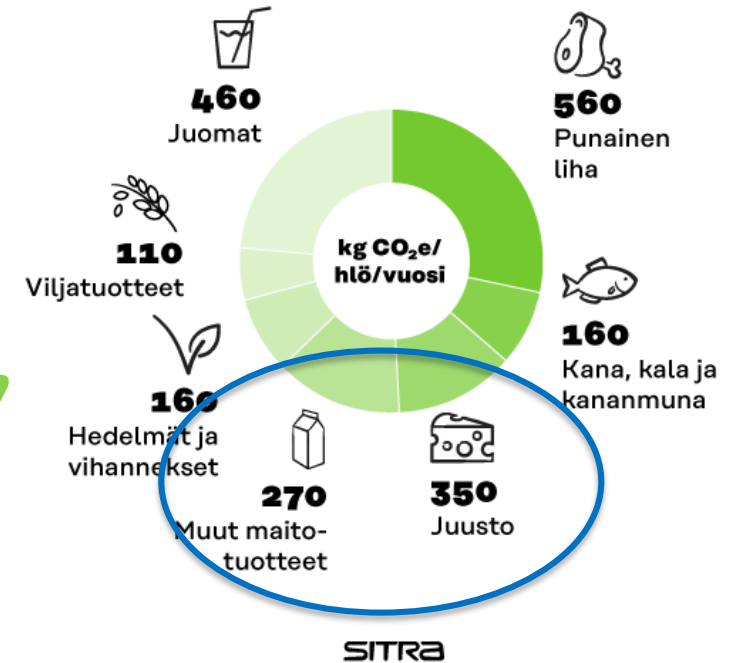 460
Juomat
560
Punainen
liha
110
Viljatuotteet
kg CO₂e/
hlö/vuosi
160
Kana, kala ja
kananmuna
160
Hedelmät ja
vihannekset
270
Muut maito-
tuotteet
350
Juusto
SITRA